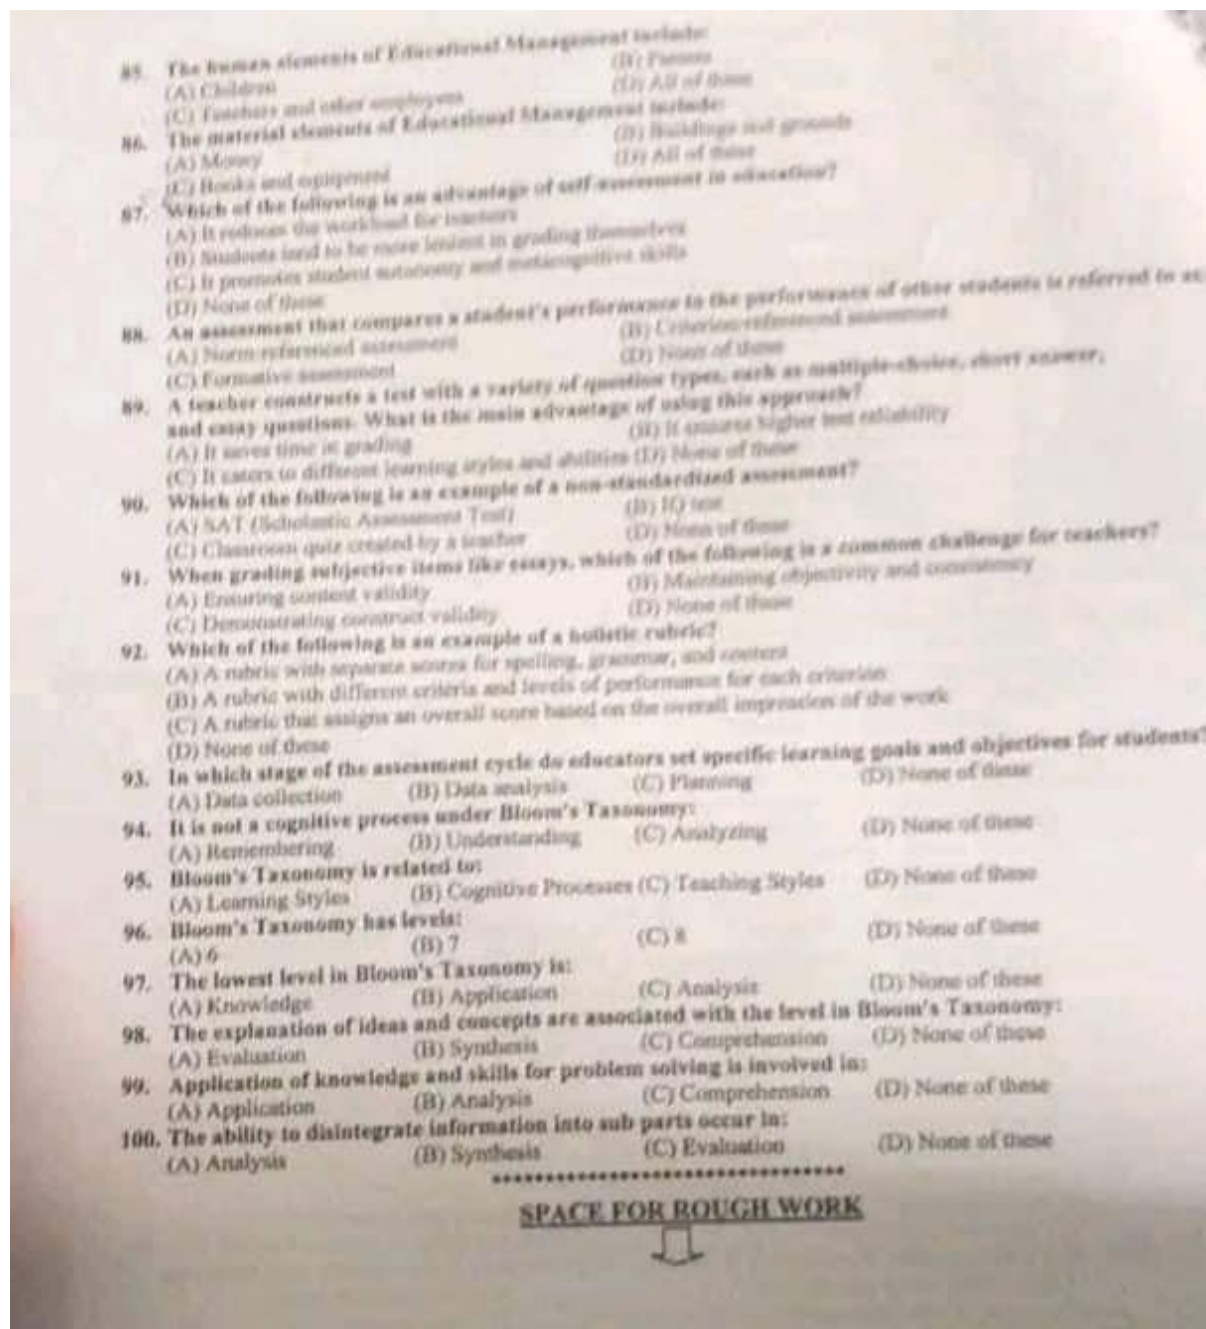 85. The human elements of Educational Management include:
(A) Children (B) Parents
(C) Teachers and other employees (D) All of these
86. The material elements of Educational Management include:
(A) Money (B) Buildings and grounds
(C) Books and equipment (D) All of these
87. Which of the following is an advantage of self-assessment in education?
(A) It reduces the workload for teachers
(B) Students tend to be more lenient in grading themselves
(C) It promotes student autonomy and metacognitive skills
(D) None of these
88. An assessment that compares a student's performance to the performance of other students is referred to as:
(A) Norm-referenced assessment (B) Criterion-referenced assessment
(C) Formative assessment (D) None of these
89. A teacher constructs a test with a variety of question types, such as multiple-choice, short answer,
and essay questions. What is the main advantage of using this approach?
(A) It saves time in grading (B) It ensures higher test reliability
(C) It caters to different learning styles and abilities (D) None of these
90. Which of the following is an example of a non-standardized assessment?
(A) SAT (Scholastic Assessment Test) (B) IQ test
(C) Classroom quiz created by a teacher (D) None of these
91. When grading subjective items like essays, which of the following is a common challenge for teachers?
(A) Ensuring content validity (B) Maintaining objectivity and consistency
(C) Demonstrating construct validity (D) None of these
92. Which of the following is an example of a holistic rubric?
(A) A rubric with separate scores for spelling, grammar, and content
(B) A rubric with different criteria and levels of performance for each criterion
(C) A rubric that assigns an overall score based on the overall impression of the work
(D) None of these
93. In which stage of the assessment cycle do educators set specific learning goals and objectives for students?
(A) Data collection (B) Data analysis (C) Planning (D) None of these
94. It is not a cognitive process under Bloom's Taxonomy:
(A) Remembering (B) Understanding (C) Analyzing (D) None of these
95. Bloom's Taxonomy is related to:
(A) Learning Styles (B) Cognitive Processes (C) Teaching Styles (D) None of these
96. Bloom's Taxonomy has levels:
(A) 6 (B) 7 (C) 8 (D) None of these
97. The lowest level in Bloom's Taxonomy is:
(A) Knowledge (B) Application (C) Analysis (D) None of these
98. The explanation of ideas and concepts are associated with the level in Bloom's Taxonomy:
(A) Evaluation (B) Synthesis (C) Comprehension (D) None of these
99. Application of knowledge and skills for problem solving is involved in:
(A) Application (B) Analysis (C) Comprehension (D) None of these
100. The ability to disintegrate information into sub parts occur in:
(A) Analysis (B) Synthesis (C) Evaluation (D) None of these
SPACE FOR ROUGH WORK